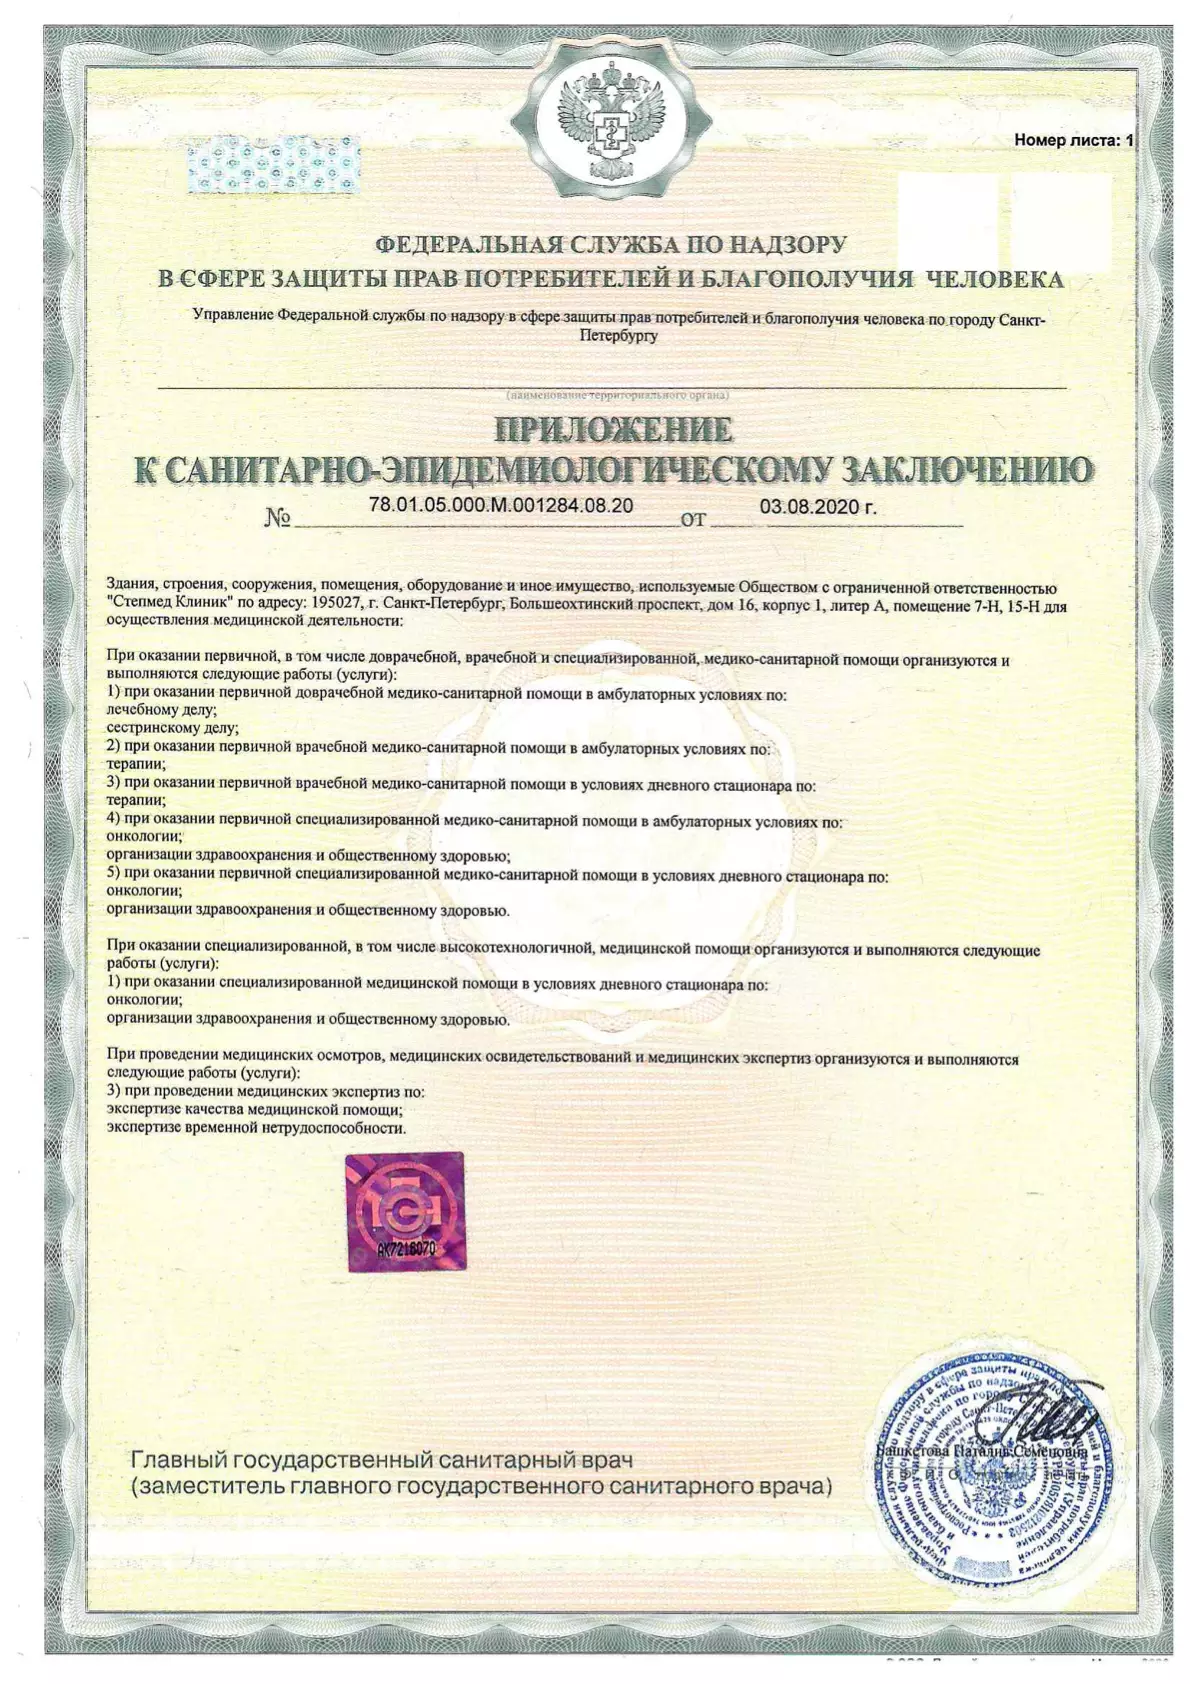 Номер листа: 1
ФЕДЕРАЛЬНАЯ СЛУЖБА ПО НАДЗОРУ
В СФЕРЕ ЗАЩИТЫ ПРАВ ПОТРЕБИТЕЛЕЙ И БЛАГОПОЛУЧИЯ ЧЕЛОВЕКА
Управление Федеральной службы по надзору в сфере защиты прав потребителей и благополучия человека по городу Санкт-
Петербургу
(наименование территориального органа)
ПРИЛОЖЕНИЕ
К САНИТАРНО-ЭПИДЕМИОЛОГИЧЕСКОМУ ЗАКЛЮЧЕНИЮ
№ 78.01.05.000.М.001284.08.20 от 03.08.2020 г.
Здания, строения, сооружения, помещения, оборудование и иное имущество, используемые Обществом с ограниченной ответственностью
"Степмед Клиник" по адресу: 195027, г. Санкт-Петербург, Большеохтинский проспект, дом 16, корпус 1, литер А, помещение 7-Н, 15-Н для
осуществления медицинской деятельности:
При оказании первичной, в том числе доврачебной, врачебной и специализированной, медико-санитарной помощи организуются и
выполняются следующие работы (услуги):
1) при оказании первичной доврачебной медико-санитарной помощи в амбулаторных условиях по:
лечебному делу;
сестринскому делу;
2) при оказании первичной врачебной медико-санитарной помощи в амбулаторных условиях по:
терапии;
3) при оказании первичной врачебной медико-санитарной помощи в условиях дневного стационара по:
терапии;
4) при оказании первичной специализированной медико-санитарной помощи в амбулаторных условиях по:
онкологии;
организации здравоохранения и общественному здоровью;
5) при оказании первичной специализированной медико-санитарной помощи в условиях дневного стационара по:
онкологии;
организации здравоохранения и общественному здоровью.
При оказании специализированной, в том числе высокотехнологичной, медицинской помощи организуются и выполняются следующие
работы (услуги):
1) при оказании специализированной медицинской помощи в условиях дневного стационара по:
онкологии;
организации здравоохранения и общественному здоровью.
При проведении медицинских осмотров, медицинских освидетельствований и медицинских экспертиз организуются и выполняются
следующие работы (услуги):
3) при проведении медицинских экспертиз по:
экспертизе качества медицинской помощи;
экспертизе временной нетрудоспособности.
АК7218070
Башкетова Наталия Семеновна
Главный государственный санитарный врач
(заместитель главного государственного санитарного врача)